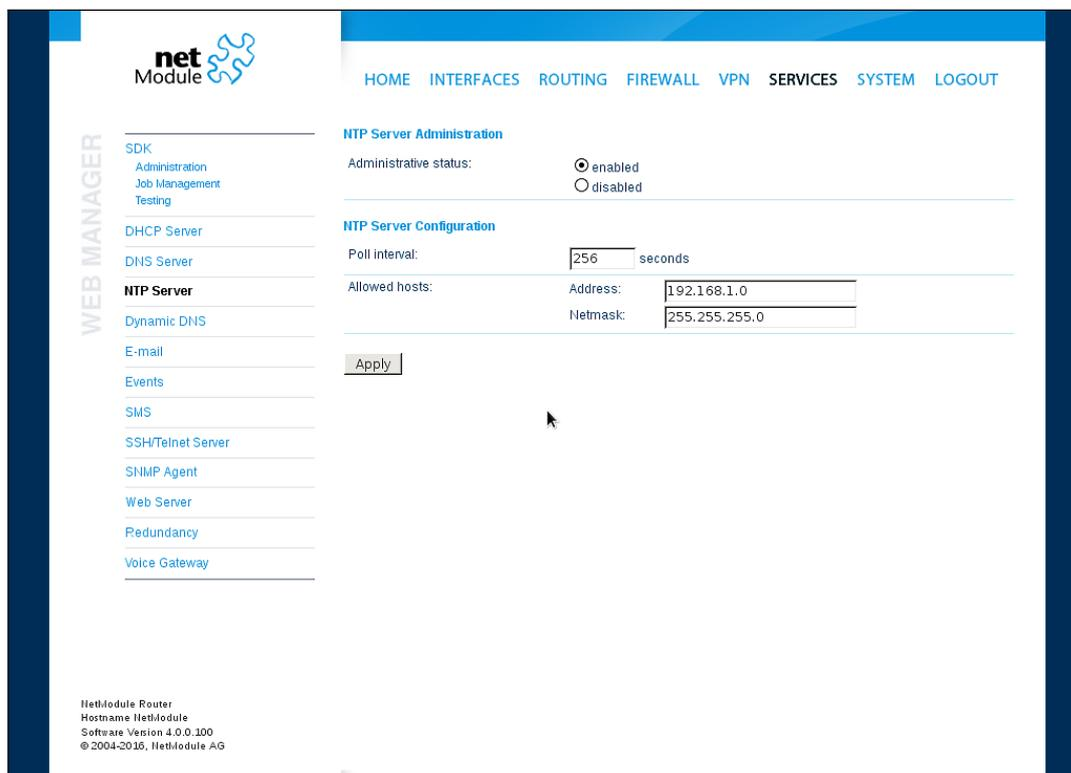 net
Module
HOME INTERFACES ROUTING FIREWALL VPN SERVICES SYSTEM LOGOUT
WEB MANAGER
SDK
Administration
Job Management
Testing
DHCP Server
DNS Server
NTP Server
Dynamic DNS
E-mail
Events
SMS
SSH/Telnet Server
SNMP Agent
Web Server
Redundancy
Voice Gateway
NTP Server Administration
Administrative status:
enabled
disabled
NTP Server Configuration
Poll interval: 256 seconds
Allowed hosts: Address: 192.168.1.0
Netmask: 255.255.255.0
Apply
NetModule Router
Hostname NetModule
Software Version 4.0.0.100
© 2004-2016, NetModule AG